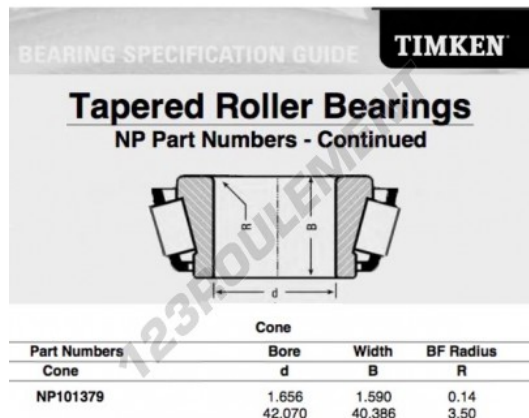 BEARING SPECIFICATION GUIDE
TIMKEN
Tapered Roller Bearings
NP Part Numbers - Continued
R
B
d
123ROULEMENT
Cone
Part Numbers Bore Width BF Radius
Cone d B R
NP101379 1.656 1.590 0.14
42.070 40.386 3.50